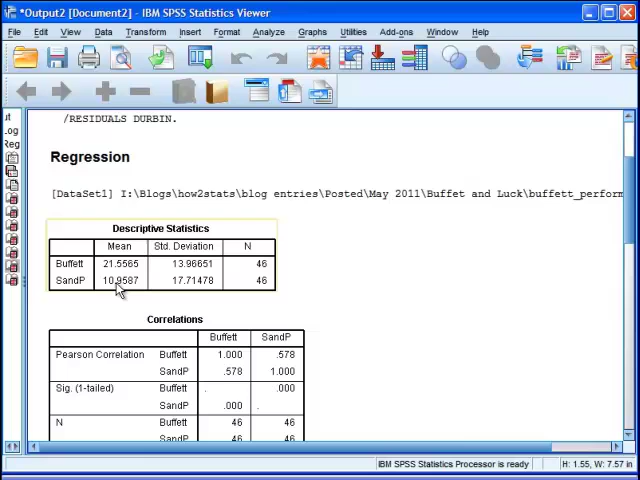 *Output2 [Document2] - IBM SPSS Statistics Viewer
File Edit View Data Transform Insert Format Analyze Graphs Utilities Add-ons Window Help
/RESIDUALS DURBIN.
Regression
[DataSet1] I:\Blogs\how2stats\blog entries\Posted\May 2011\Buffet and Luck\buffett_perform
Descriptive Statistics
Mean Std. Deviation N
Buffett 21.5565 13.96651 46
SandP 10.9587 17.71478 46
Correlations
Buffett SandP
Pearson Correlation Buffett 1.000 .578
SandP .578 1.000
Sig. (1-tailed) Buffett . .000
SandP .000 .
N Buffett 46 46
SandP 46 46
ut
Log
Reg
IBM SPSS Statistics Processor is ready H: 1.55, W: 7.57 in